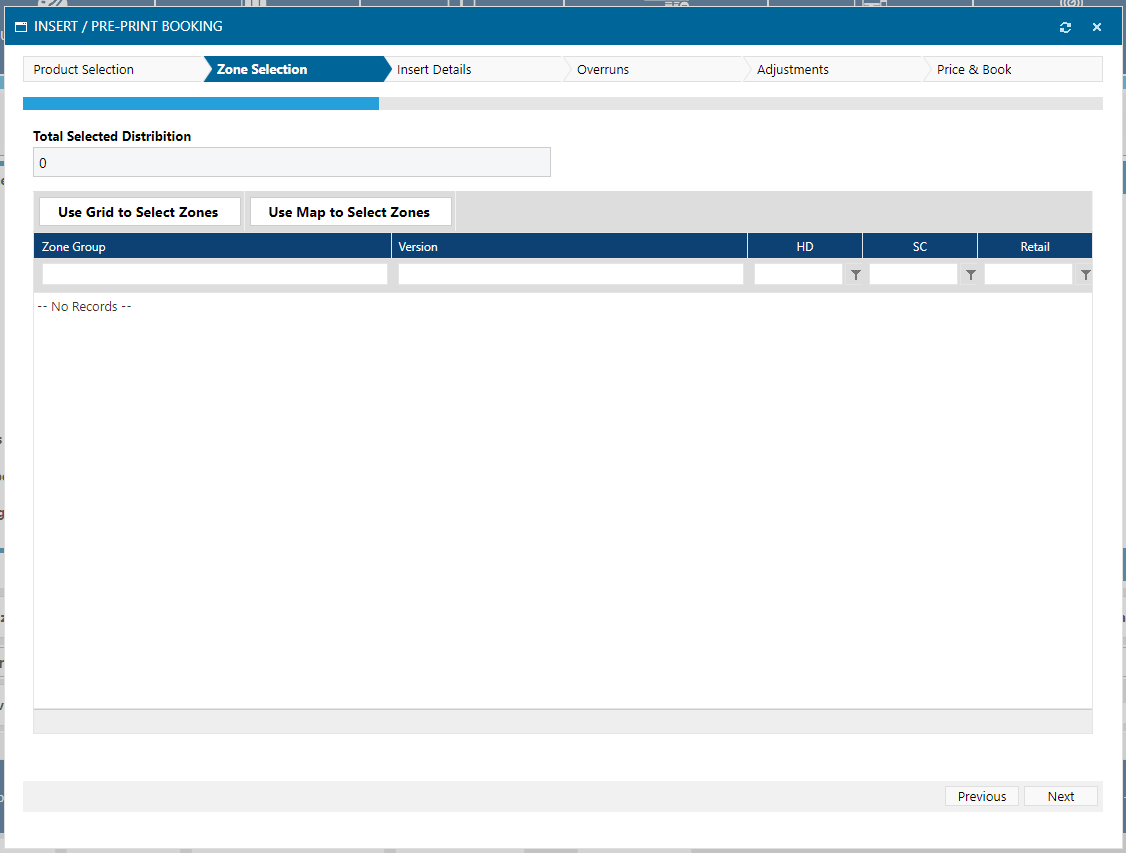 INSERT / PRE-PRINT BOOKING
Product Selection Zone Selection Insert Details Overruns Adjustments Price & Book
Total Selected Distribition
0
Use Grid to Select Zones Use Map to Select Zones
Zone Group Version HD SC Retail
-- No Records --
Previous Next